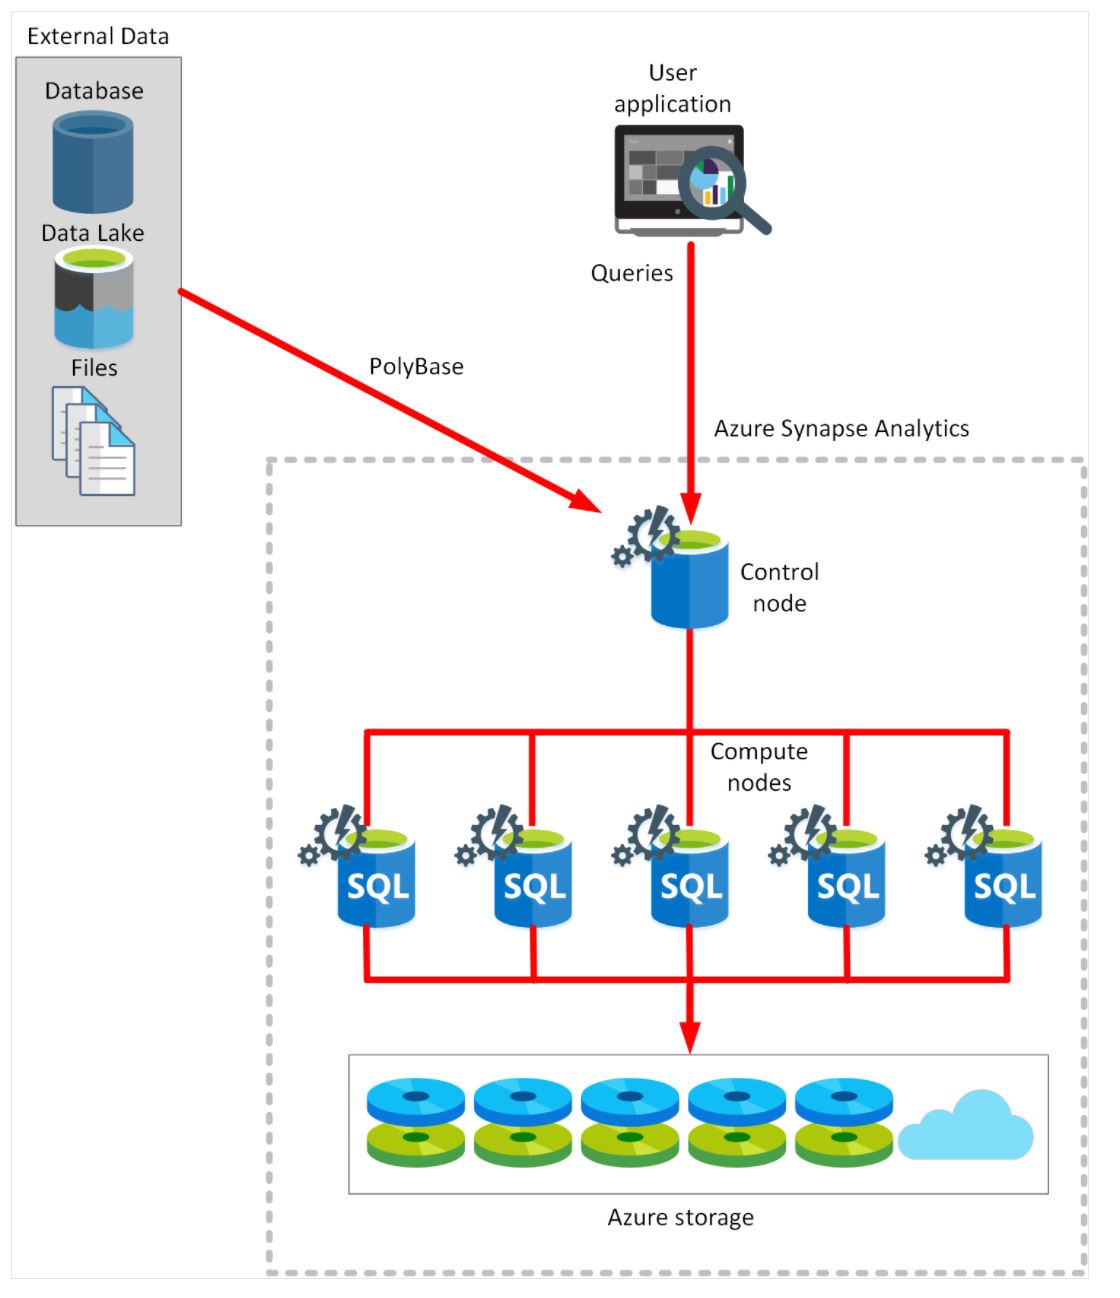 External Data
Database
Data Lake
Files
User
application
Queries
PolyBase
Azure Synapse Analytics
Control
node
Compute
nodes
SQL
SQL
SQL
SQL
SQL
Azure storage